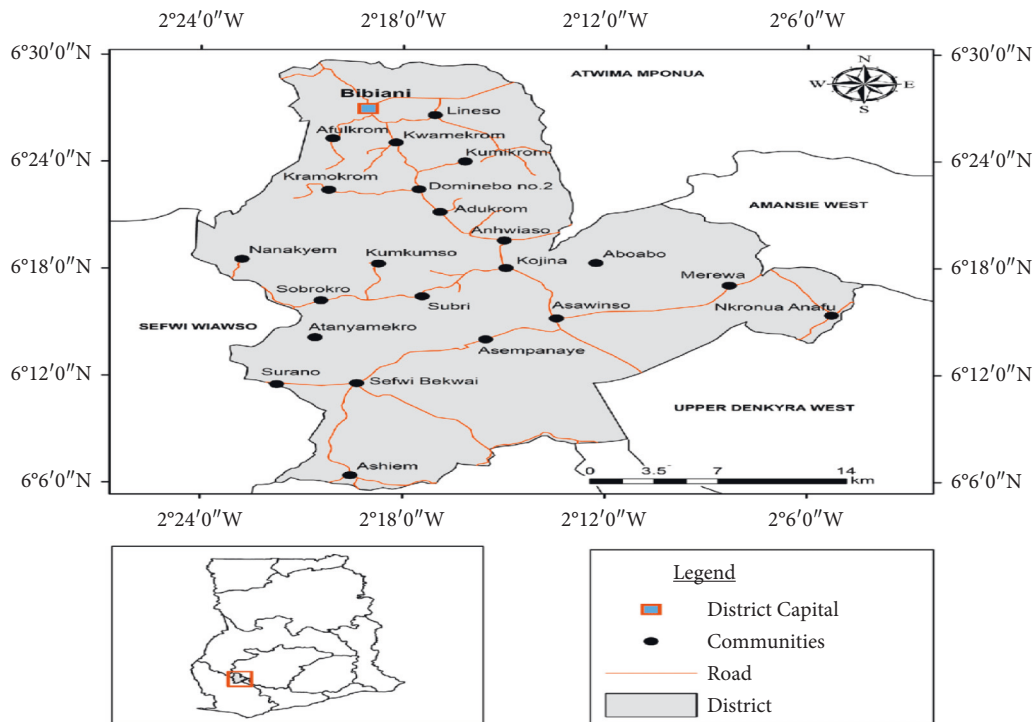 2°24′0″W 2°18′0″W 2°12′0″W 2°6′0″W
6°30′0″N 6°30′0″N
ATWIMA MPONUA
N
W E
S
Bibiani
Lineso
Afulkrom Kwamekrom
Kumikrom
6°24′0″N 6°24′0″N
Kramokrom
Dominebo no.2
Adukrom
AMANSIE WEST
Anhwiaso
Nanakyem Kumkumso Kojina Aboabo
6°18′0″N 6°18′0″N
Merewa
Sobrokro Subri Asawinso Nkronua Anafu
SEFWI WIAWSO
Atanyamekro
Asempanaye
Surano Sefwi Bekwai
6°12′0″N 6°12′0″N
UPPER DENKYRA WEST
Ashiem
0 3.5 7 14
km
6°6′0″N 6°6′0″N
2°24′0″W 2°18′0″W 2°12′0″W 2°6′0″W
Legend
District Capital
Communities
Road
District